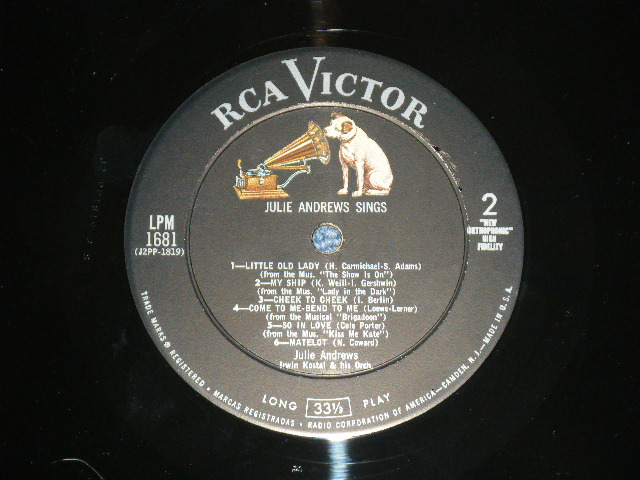 RCA VICTOR
JULIE ANDREWS SINGS
LPM
1681
(J2PP-1819)
2
"NEW
ORTHOPHONIC"
HIGH
FIDELITY
1—LITTLE OLD LADY (H. Carmichael-S. Adams)
(from the Mus. "The Show Is On")
2—MY SHIP (K. Weill-I. Gershwin)
(from the Mus. "Lady in the Dark")
3—CHEEK TO CHEEK (I. Berlin)
4—COME TO ME-BEND TO ME (Loewe-Lerner)
(from the Musical "Brigadoon")
5—SO IN LOVE (Cole Porter)
(from the Mus. "Kiss Me Kate")
6—MATELOT (N. Coward)
Julie Andrews
Irwin Kostal & his Orch.
LONG 33⅓ PLAY
TRADE MARKS ® REGISTERED • MARCAS REGISTRADAS • RADIO CORPORATION OF AMERICA—CAMDEN, N.J.—MADE IN U.S.A.